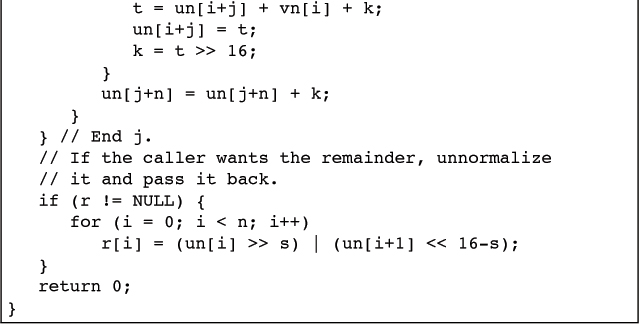 t = un[i+j] + vn[i] + k;
            un[i+j] = t;
            k = t >> 16;
         }
         un[j+n] = un[j+n] + k;
      }
   } // End j.
   // If the caller wants the remainder, unnormalize
   // it and pass it back.
   if (r != NULL) {
      for (i = 0; i < n; i++)
         r[i] = (un[i] >> s) | (un[i+1] << 16-s);
   }
   return 0;
}